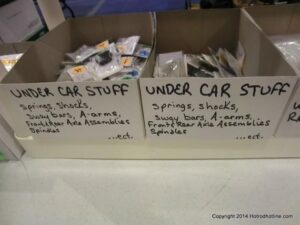 UNDER CAR STUFF
Springs, Shocks,
Sway bars, A-arms,
Front & Rear Axle Assemblies
Spindles
...ect.
UNDER CAR STUFF
Springs, Shocks,
Sway bars, A-arms,
Front & Rear Axle Assemblies
Spindles
...ect.
Copyright 2014 Hotrodhotline.com